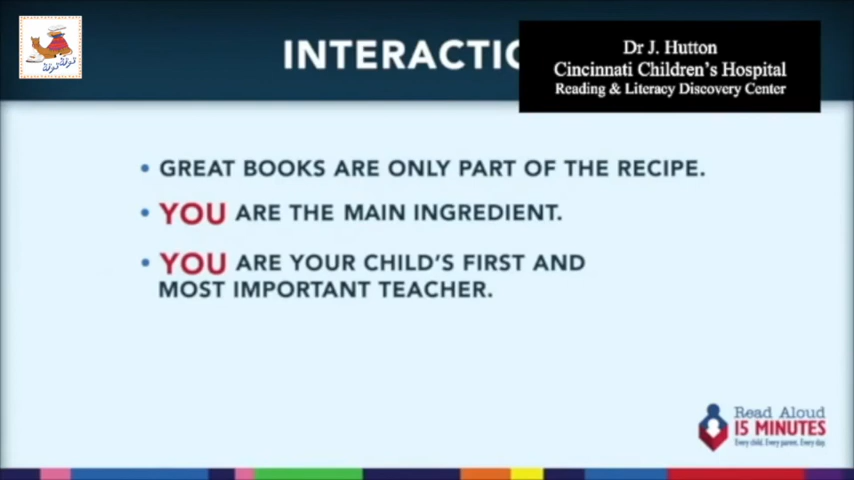 INTERACTIO
Dr J. Hutton
Cincinnati Children's Hospital
Reading & Literacy Discovery Center
• GREAT BOOKS ARE ONLY PART OF THE RECIPE.
• YOU ARE THE MAIN INGREDIENT.
• YOU ARE YOUR CHILD'S FIRST AND
MOST IMPORTANT TEACHER.
Read Aloud
15 MINUTES
Every child. Every parent. Every day.